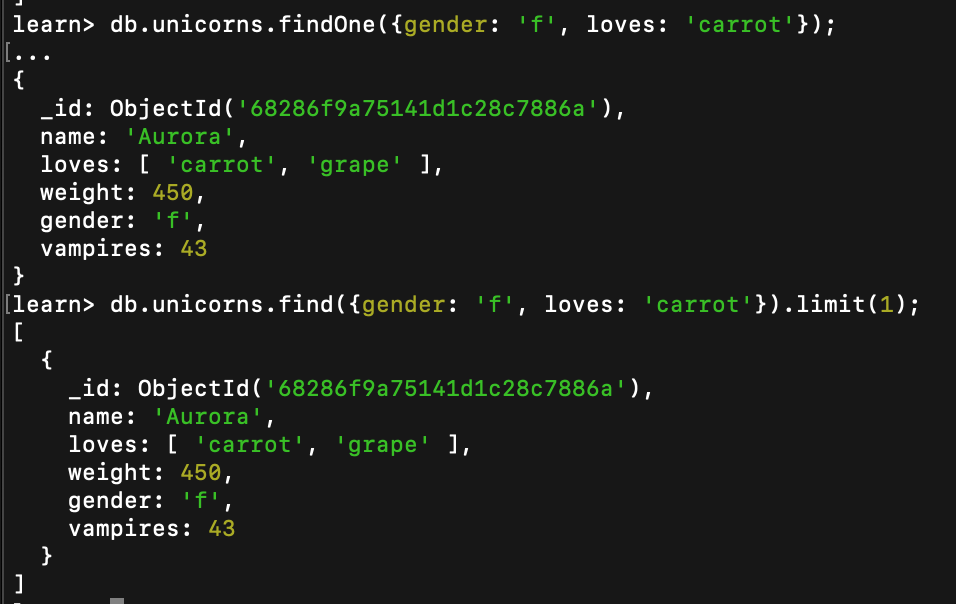 ]
learn> db.unicorns.findOne({gender: 'f', loves: 'carrot'});
[...
{
  _id: ObjectId('68286f9a75141d1c28c7886a'),
  name: 'Aurora',
  loves: [ 'carrot', 'grape' ],
  weight: 450,
  gender: 'f',
  vampires: 43
}
[learn> db.unicorns.find({gender: 'f', loves: 'carrot'}).limit(1);
[
  {
    _id: ObjectId('68286f9a75141d1c28c7886a'),
    name: 'Aurora',
    loves: [ 'carrot', 'grape' ],
    weight: 450,
    gender: 'f',
    vampires: 43
  }
]